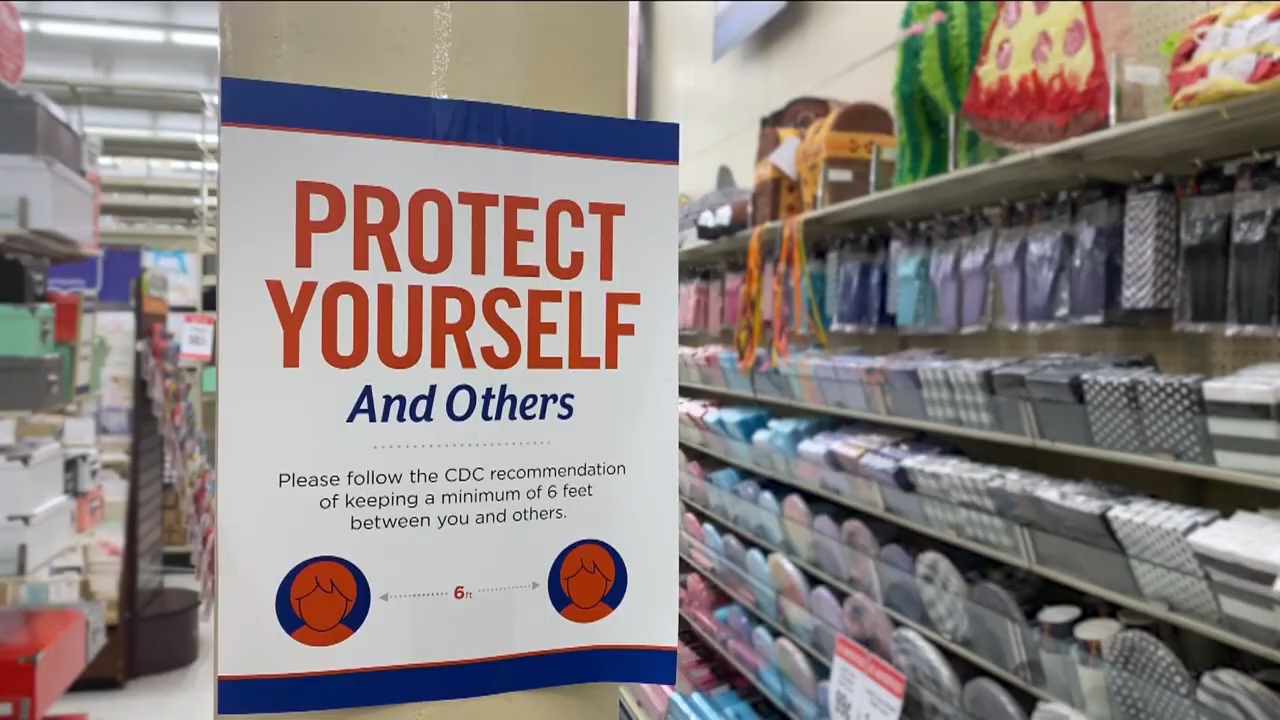 PROTECT
YOURSELF
And Others
Please follow the CDC recommendation
of keeping a minimum of 6 feet
between you and others.
6ft